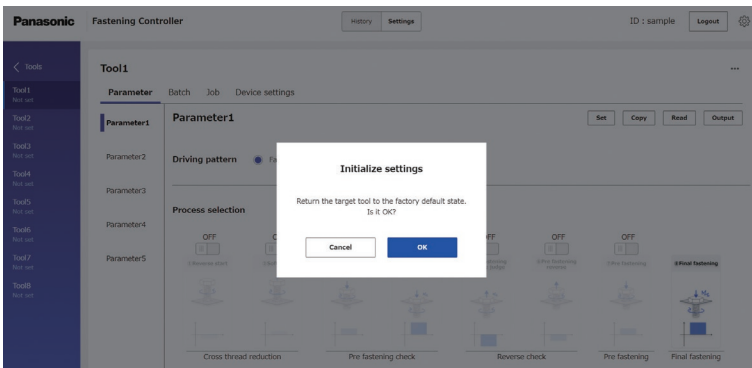 Panasonic Fastening Controller History Settings ID : sample Logout
Tools
Tool1
Not set
Tool2
Not set
Tool3
Not set
Tool4
Not set
Tool5
Not set
Tool6
Not set
Tool7
Not set
Tool8
Not set
Tool1
...
Parameter Batch Job Device settings
Parameter1
Parameter2
Parameter3
Parameter4
Parameter5
Parameter1 Set Copy Read Output
Driving pattern Fa
Process selection
Initialize settings
Return the target tool to the factory default state.
Is it OK?
Cancel OK
OFF OFF OFF
Pre fastening Final fastening
Cross thread reduction Pre fastening check Reverse check Pre fastening Final fastening